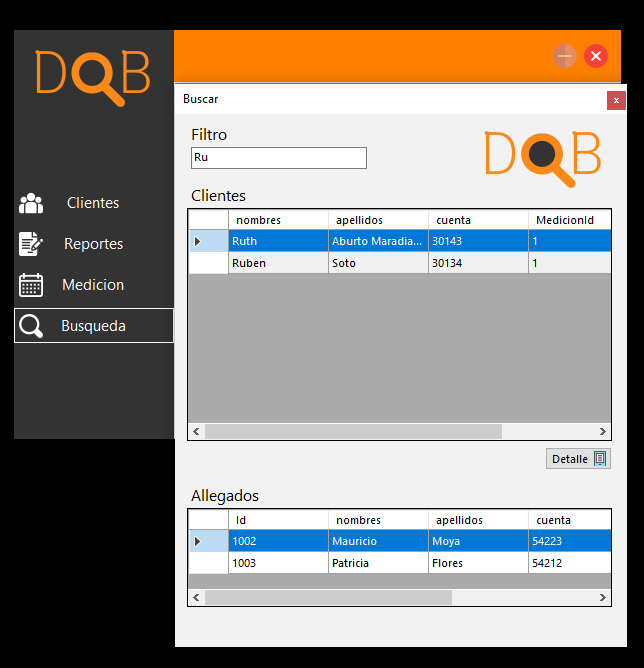 DQB
Buscar
x
Filtro
Ru
DQB
Clientes
nombres apellidos cuenta MedicionId
Ruth Aburto Maradia... 30143 1
Ruben Soto 30134 1
Detalle
Allegados
Id nombres apellidos cuenta
1002 Mauricio Moya 54223
1003 Patricia Flores 54212
Clientes
Reportes
Medicion
Busqueda